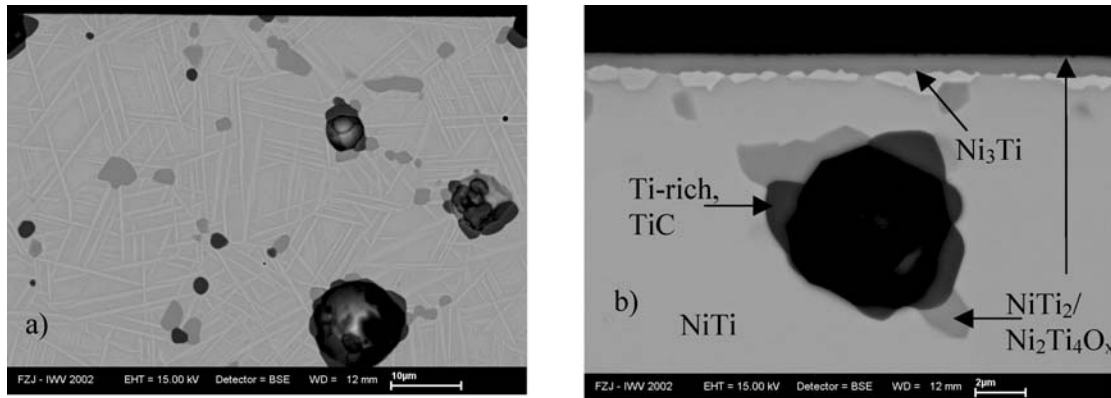 a)
FZJ - IWV 2002 EHT = 15.00 kV Detector = BSE WD = 12 mm 10µm
Ni3Ti
Ti-rich,
TiC
b)
NiTi
NiTi2/
Ni2Ti4Ox
FZJ - IWV 2002 EHT = 15.00 kV Detector = BSE WD = 12 mm 2µm